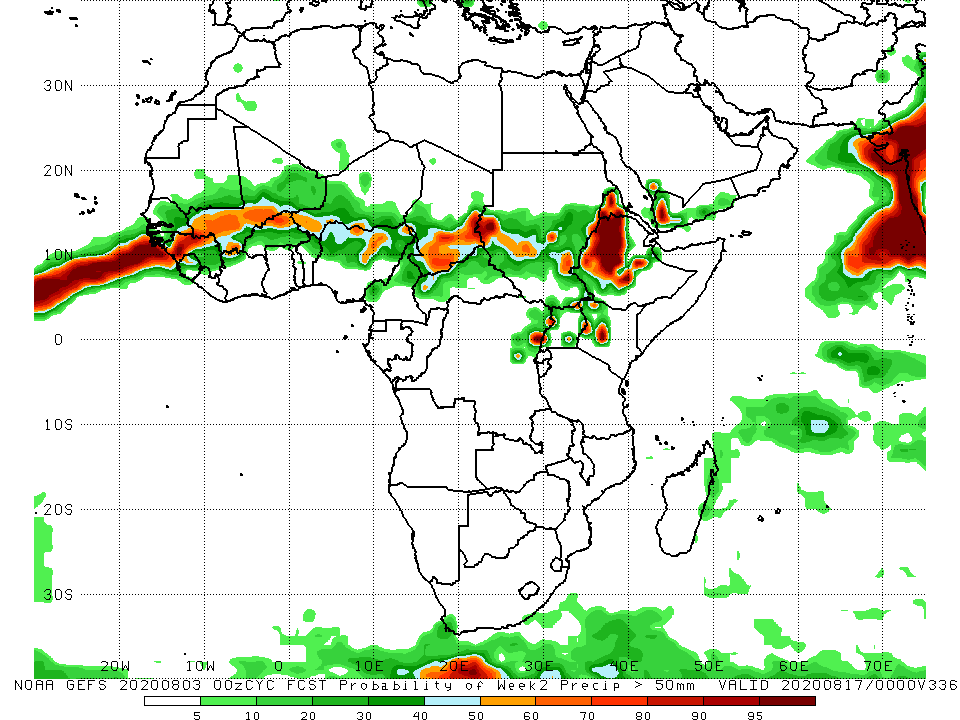 30N
20N
10N
0
10S
20S
30S
20W 10W 0 10E 20E 30E 40E 50E 60E 70E
NOAA GEFS 20200803 00zCYC FCST Probability of Week2 Precip > 50mm VALID 20200817/0000V336
5 10 20 30 40 50 60 70 80 90 95